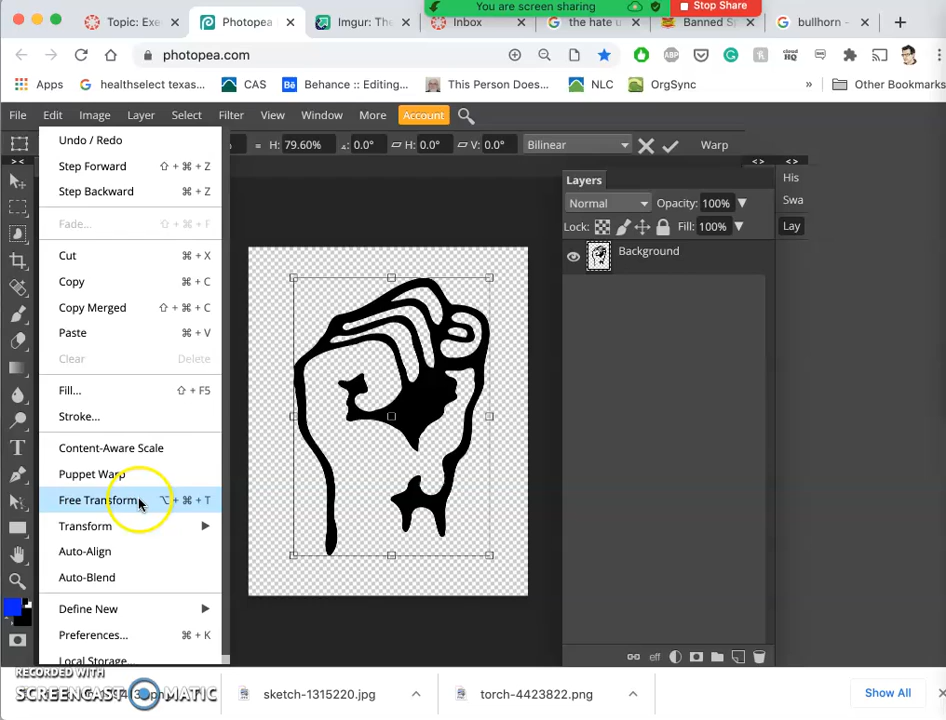 You are screen sharing
Stop Share
Topic: Exe
Photopea
Imgur: The
Inbox
the hate u
Banned Sp
bullhorn -
photopea.com
ABP
cloud HQ
Apps
healthselect texas...
CAS
Bē
Behance :: Editing...
This Person Does...
NLC
OrgSync
»
Other Bookmarks
File Edit Image Layer Select Filter View Window More Account
H: 79.60% 0.0° H: 0.0° V: 0.0° Bilinear Warp
> <
< > < >
Undo / Redo
Step Forward ⇧ + ⌘ + Z
Step Backward ⌘ + Z
Fade... ⇧ + ⌘ + F
Cut ⌘ + X
Copy ⌘ + C
Copy Merged ⇧ + ⌘ + C
Paste ⌘ + V
Clear Delete
Fill... ⇧ + F5
Stroke...
Content-Aware Scale
Puppet Warp
Free Transform ⌥ + ⌘ + T
Transform
Auto-Align
Auto-Blend
Define New
Preferences... ⌘ + K
Local Storage...
Layers
Normal Opacity: 100%
Lock: Fill: 100%
Background
eff
His
Swa
Lay
RECORDED WITH
SCREENCAST O MATIC
sketch-1315220.jpg
torch-4423822.png
Show All